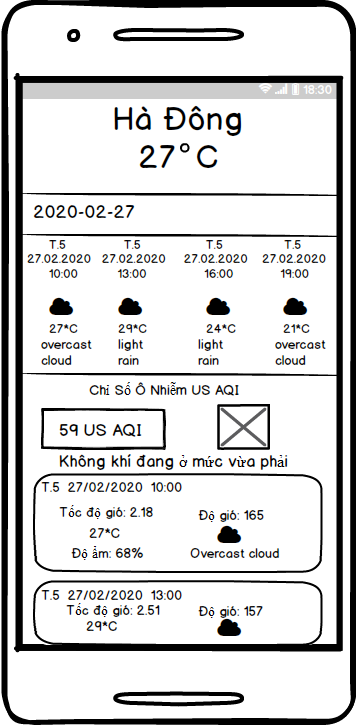 18:30
Hà Đông
27°C
2020-02-27
T.5 T.5 T.5 T.5
27.02.2020 27.02.2020 27.02.2020 27.02.2020
10:00 13:00 16:00 19:00
27*C 29*C 24*C 21*C
overcast light light overcast
cloud rain rain cloud
Chỉ Số Ô Nhiễm US AQI
59 US AQI
Không khí đang ở mức vừa phải
T.5 27/02/2020 10:00
Tốc độ gió: 2.18 Độ gió: 165
27*C
Độ ẩm: 68% Overcast cloud
T.5 27/02/2020 13:00
Tốc độ gió: 2.51 Độ gió: 157
29*C